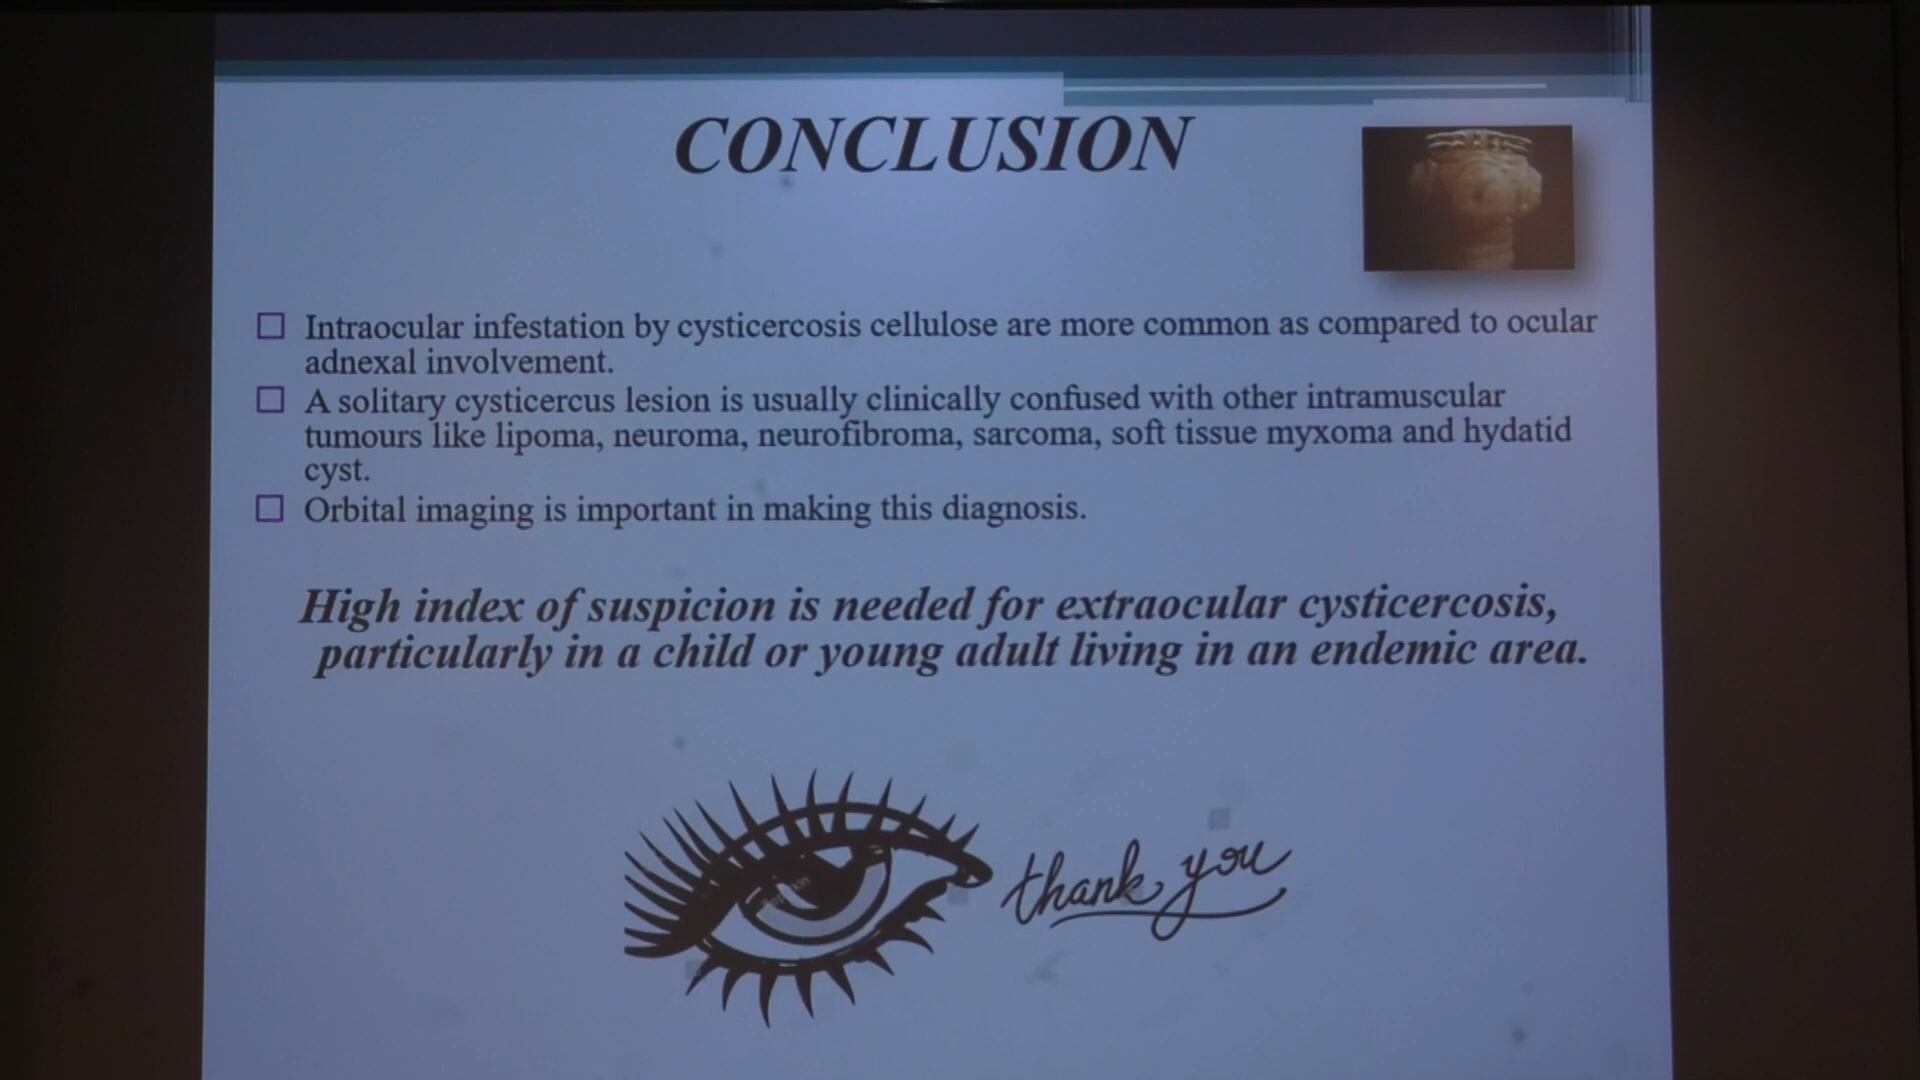 CONCLUSION
Intraocular infestation by cysticercosis cellulose are more common as compared to ocular
adnexal involvement.
A solitary cysticercus lesion is usually clinically confused with other intramuscular
tumours like lipoma, neuroma, neurofibroma, sarcoma, soft tissue myxoma and hydatid
cyst.
Orbital imaging is important in making this diagnosis.
High index of suspicion is needed for extraocular cysticercosis,
particularly in a child or young adult living in an endemic area.
thank you